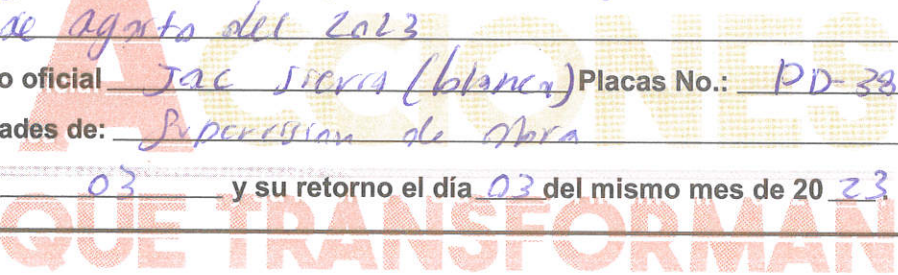 de agosto del 2023
o oficial Jac Sierra (blanca) Placas No.: PD-38
ades de: Supervision de Obra
03 y su retorno el día 03 del mismo mes de 20 23
ACCIONES
QUE TRANSFORMAN